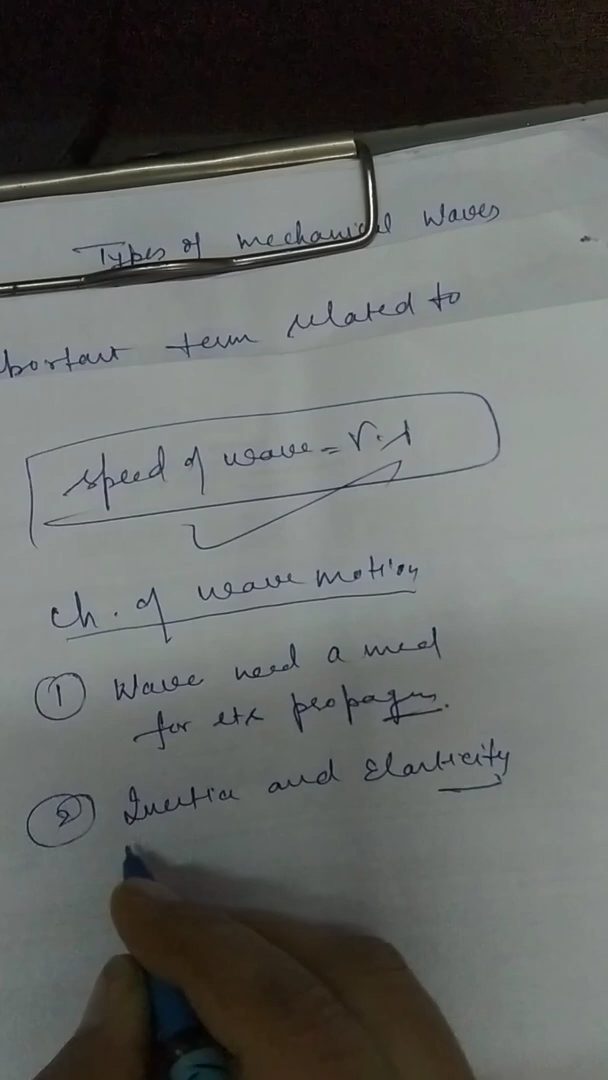 Types of mechanical waves
portant term related to
speed of wave = ν.λ
ch. of wave motion
① Wave need a med
for its propagn.
② Inertia and Elasticity